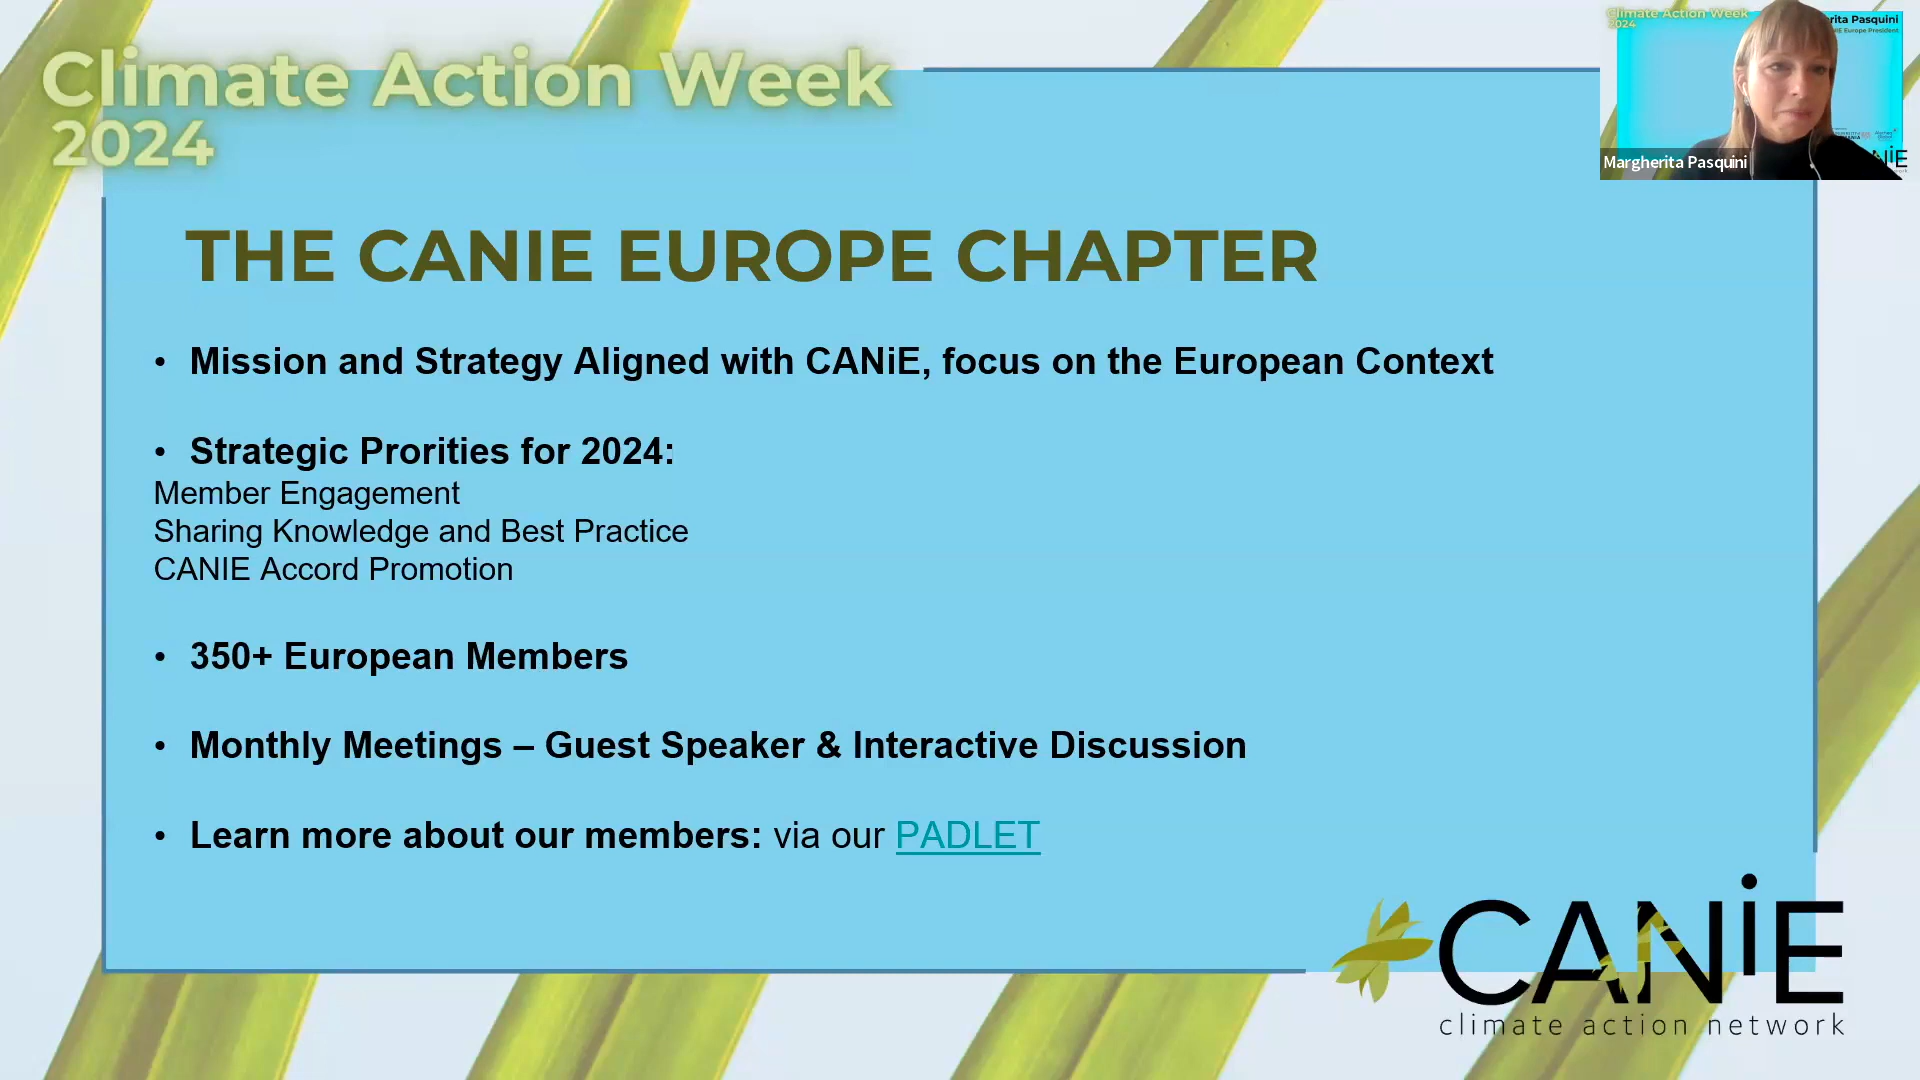 Climate Action Week
2024
THE CANIE EUROPE CHAPTER
• Mission and Strategy Aligned with CANiE, focus on the European Context
• Strategic Prorities for 2024:
Member Engagement
Sharing Knowledge and Best Practice
CANIE Accord Promotion
• 350+ European Members
• Monthly Meetings – Guest Speaker & Interactive Discussion
• Learn more about our members: via our PADLET
CANiE
climate action network
Climate Action Week
2024
Pasquini
Europe President
Margherita Pasquini